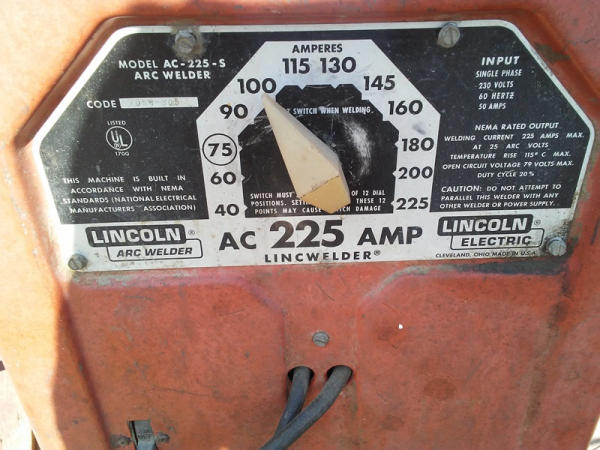 MODEL AC-225-S
ARC WELDER
CODE
LISTED
UL
1700
THIS MACHINE IS BUILT IN
ACCORDANCE WITH NEMA
STANDARDS (NATIONAL ELECTRICAL
MANUFACTURERS ASSOCIATION)
LINCOLN®
ARC WELDER
AMPERES
40
60
75
90
100
115
130
145
160
180
200
225
SWITCH WHEN WELDING.
SWITCH MUST OF 12 DIAL
POSITIONS. THESE 12
POINTS MAY CAUSE SWITCH DAMAGE
AC 225 AMP
LINCWELDER®
INPUT
SINGLE PHASE
230 VOLTS
60 HERTZ
50 AMPS
NEMA RATED OUTPUT
WELDING CURRENT 225 AMPS MAX.
AT 25 ARC VOLTS
TEMPERATURE RISE 115° C MAX.
OPEN CIRCUIT VOLTAGE 79 VOLTS MAX.
DUTY CYCLE 20%
CAUTION: DO NOT ATTEMPT TO
PARALLEL THIS WELDER WITH ANY
OTHER WELDER OR POWER SUPPLY.
LINCOLN®
ELECTRIC
CLEVELAND, OHIO MADE IN U.S.A.